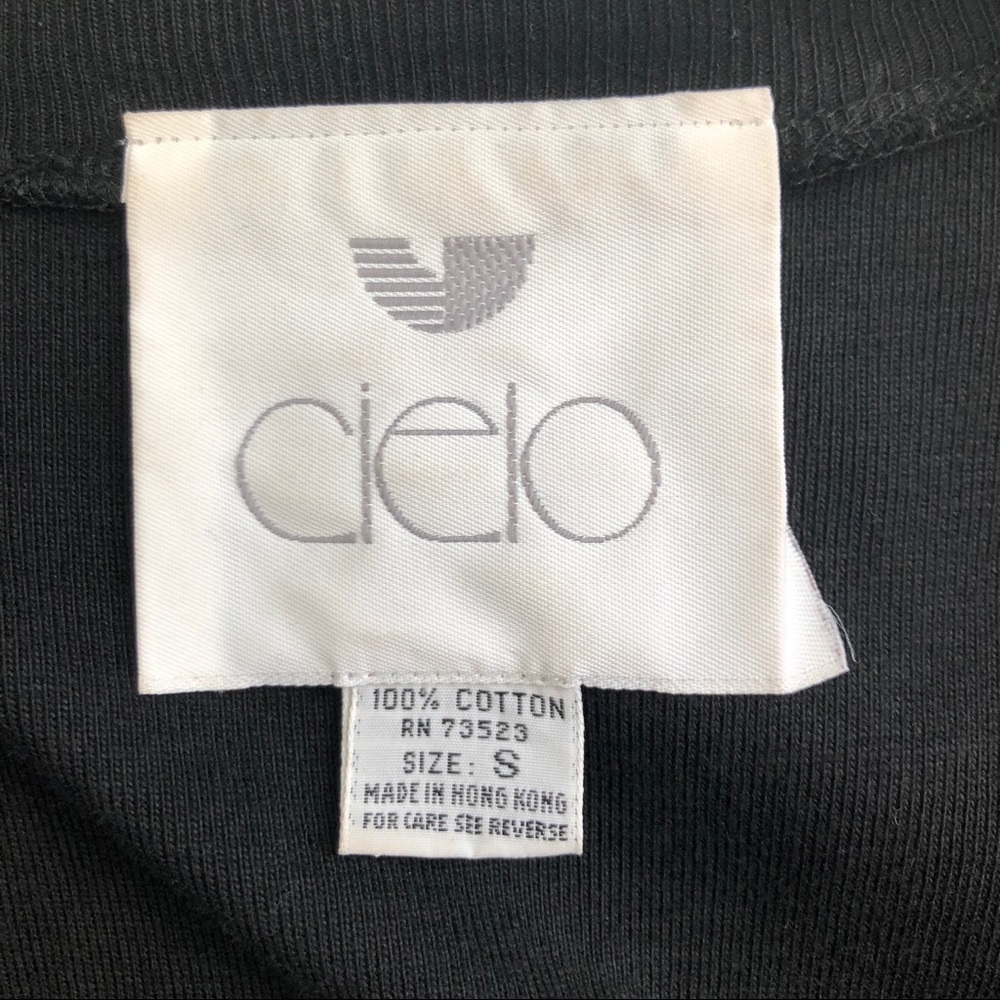 cielo
100% COTTON
RN 73523
SIZE: S
MADE IN HONG KONG
FOR CARE SEE REVERSE